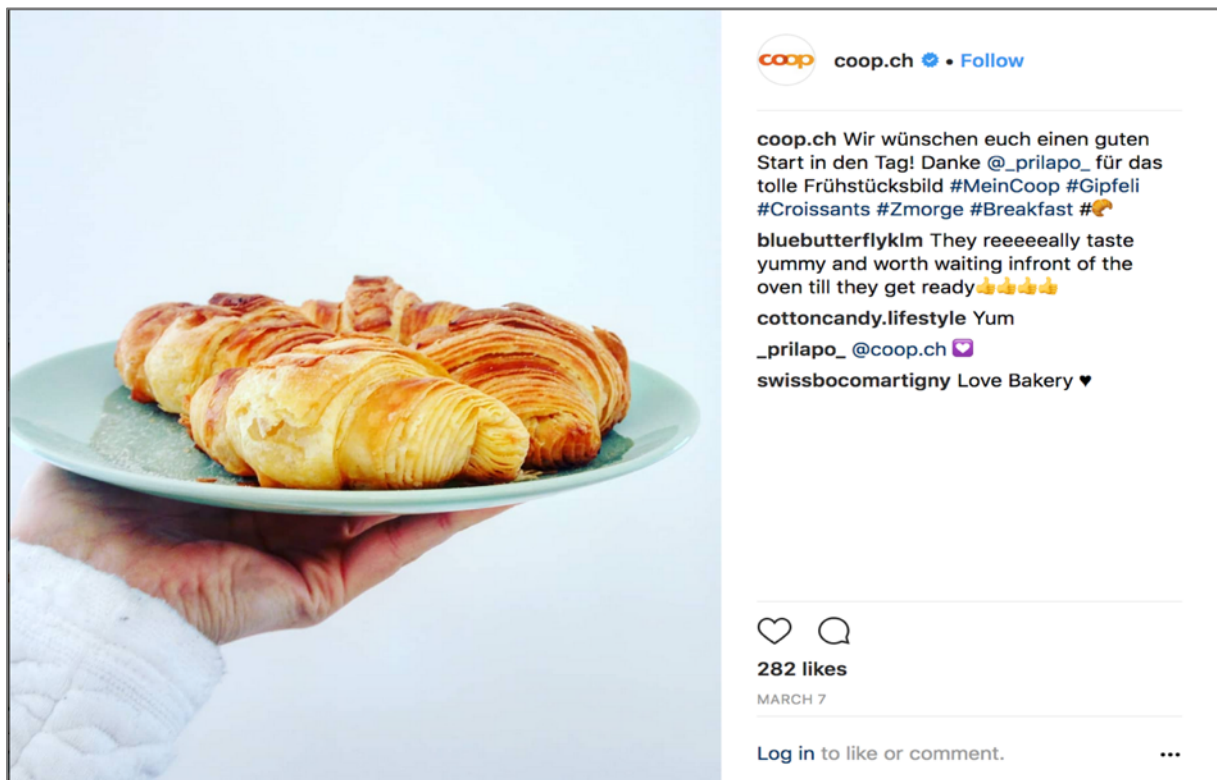 coop
coop.ch • Follow
coop.ch Wir wünschen euch einen guten
Start in den Tag! Danke @_prilapo_ für das
tolle Frühstücksbild #MeinCoop #Gipfeli
#Croissants #Zmorge #Breakfast #🥐
bluebutterflyklm They reeeeeally taste
yummy and worth waiting infront of the
oven till they get ready👍👍👍👍
cottoncandy.lifestyle Yum
_prilapo_ @coop.ch 💟
swissbocomartigny Love Bakery ♥
282 likes
MARCH 7
Log in to like or comment.